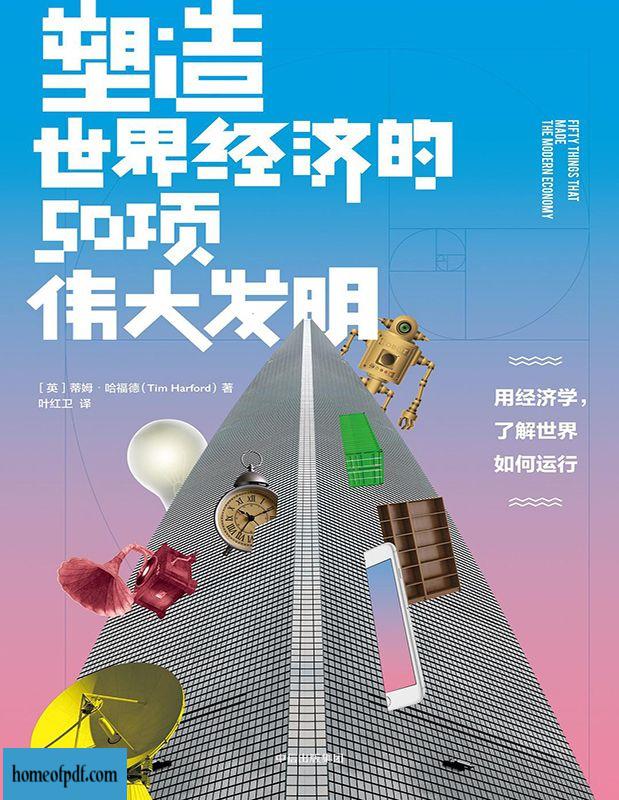 塑造
世界经济的
50项
伟大发明
FIFTY THINGS THAT
MADE
THE MODERN ECONOMY
[英]蒂姆·哈福德(Tim Harford)著
叶红卫 译
用经济学,
了解世界
如何运行
中信出版集团
homeofpdf.com